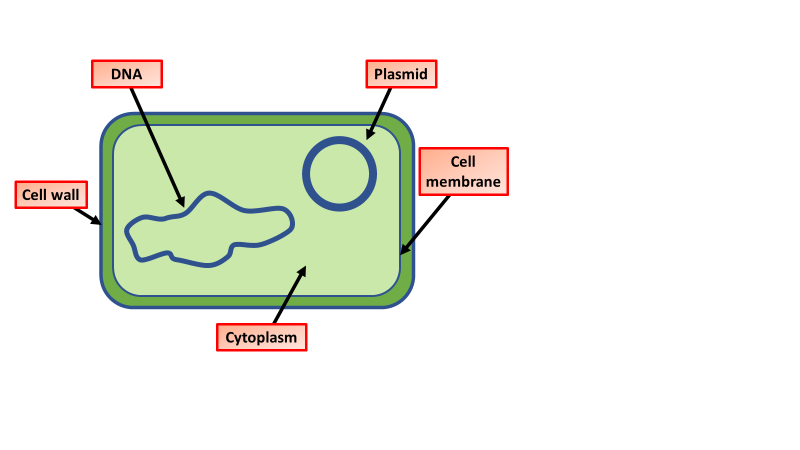 DNA
Plasmid
Cell
membrane
Cell wall
Cytoplasm